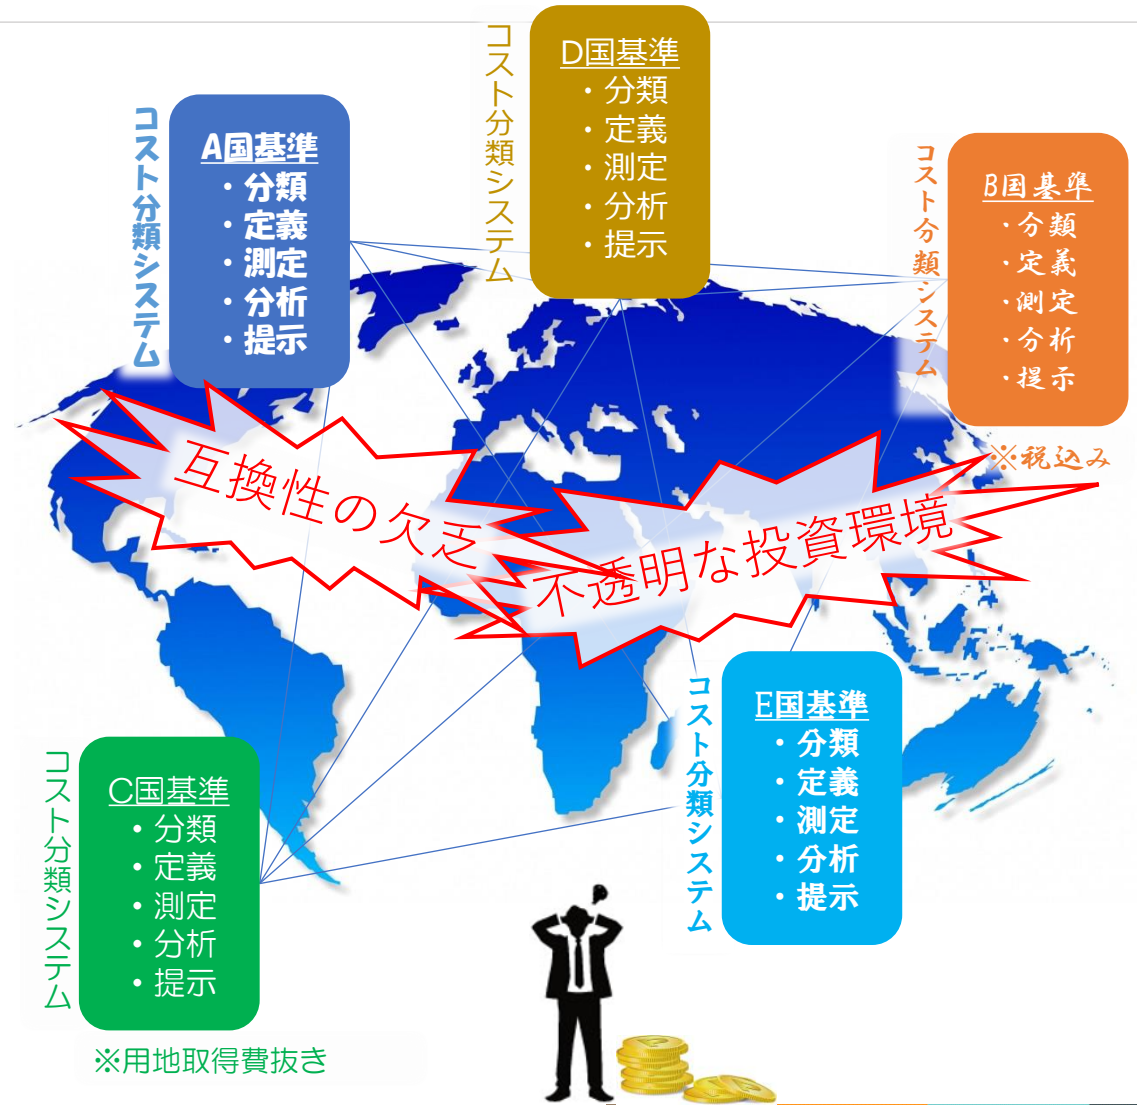 コスト分類システム
D国基準
・分類
・定義
・測定
・分析
・提示
コスト分類システム
A国基準
・分類
・定義
・測定
・分析
・提示
コスト分類システム
B国基準
・分類
・定義
・測定
・分析
・提示
※税込み
互換性の欠乏
不透明な投資環境
コスト分類システム
E国基準
・分類
・定義
・測定
・分析
・提示
コスト分類システム
C国基準
・分類
・定義
・測定
・分析
・提示
※用地取得費抜き